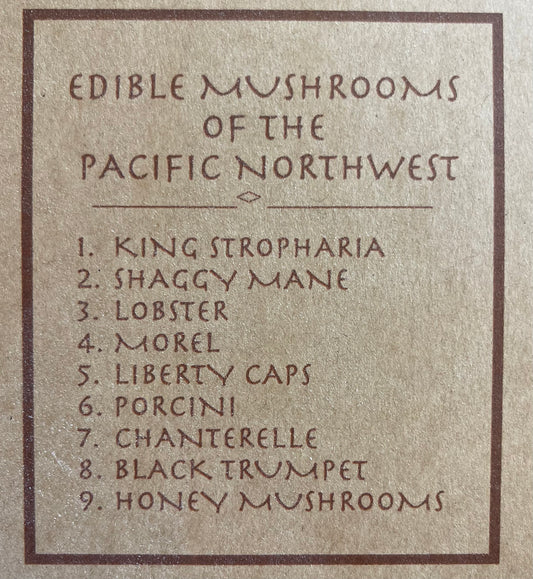 EDIBLE MUSHROOMS
OF THE
PACIFIC NORTHWEST
1. KING STROPHARIA
2. SHAGGY MANE
3. LOBSTER
4. MOREL
5. LIBERTY CAPS
6. PORCINI
7. CHANTERELLE
8. BLACK TRUMPET
9. HONEY MUSHROOMS